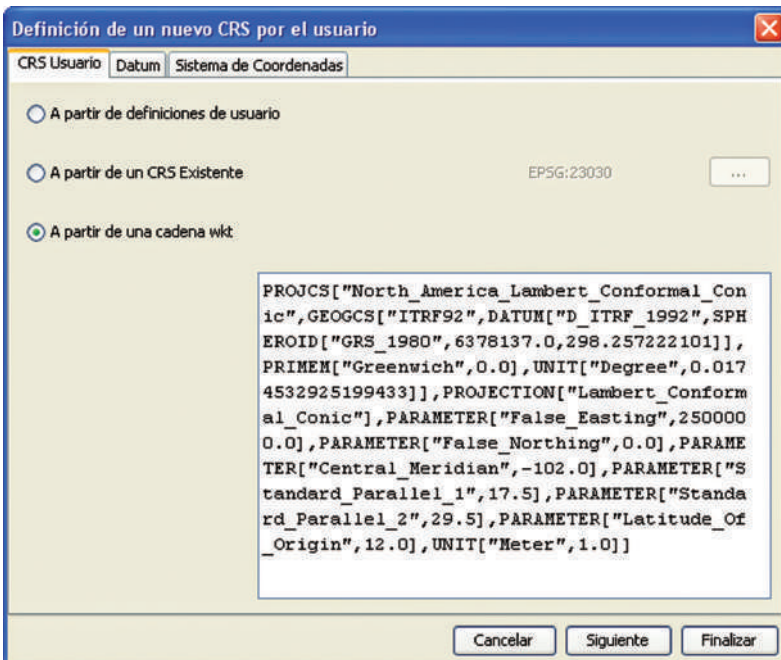 Definición de un nuevo CRS por el usuario
CRS Usuario Datum Sistema de Coordenadas
A partir de definiciones de usuario
A partir de un CRS Existente EPSG:23030 ...
A partir de una cadena wkt
PROJCS["North_America_Lambert_Conformal_Con
ic",GEOGCS["ITRF92",DATUM["D_ITRF_1992",SPH
EROID["GRS_1980",6378137.0,298.257222101]],
PRIMEM["Greenwich",0.0],UNIT["Degree",0.017
4532925199433]],PROJECTION["Lambert_Conform
al_Conic"],PARAMETER["False_Easting",250000
0.0],PARAMETER["False_Northing",0.0],PARAME
TER["Central_Meridian",-102.0],PARAMETER["S
tandard_Parallel_1",17.5],PARAMETER["Standa
rd_Parallel_2",29.5],PARAMETER["Latitude_Of
_Origin",12.0],UNIT["Meter",1.0]]
Cancelar Siguiente Finalizar